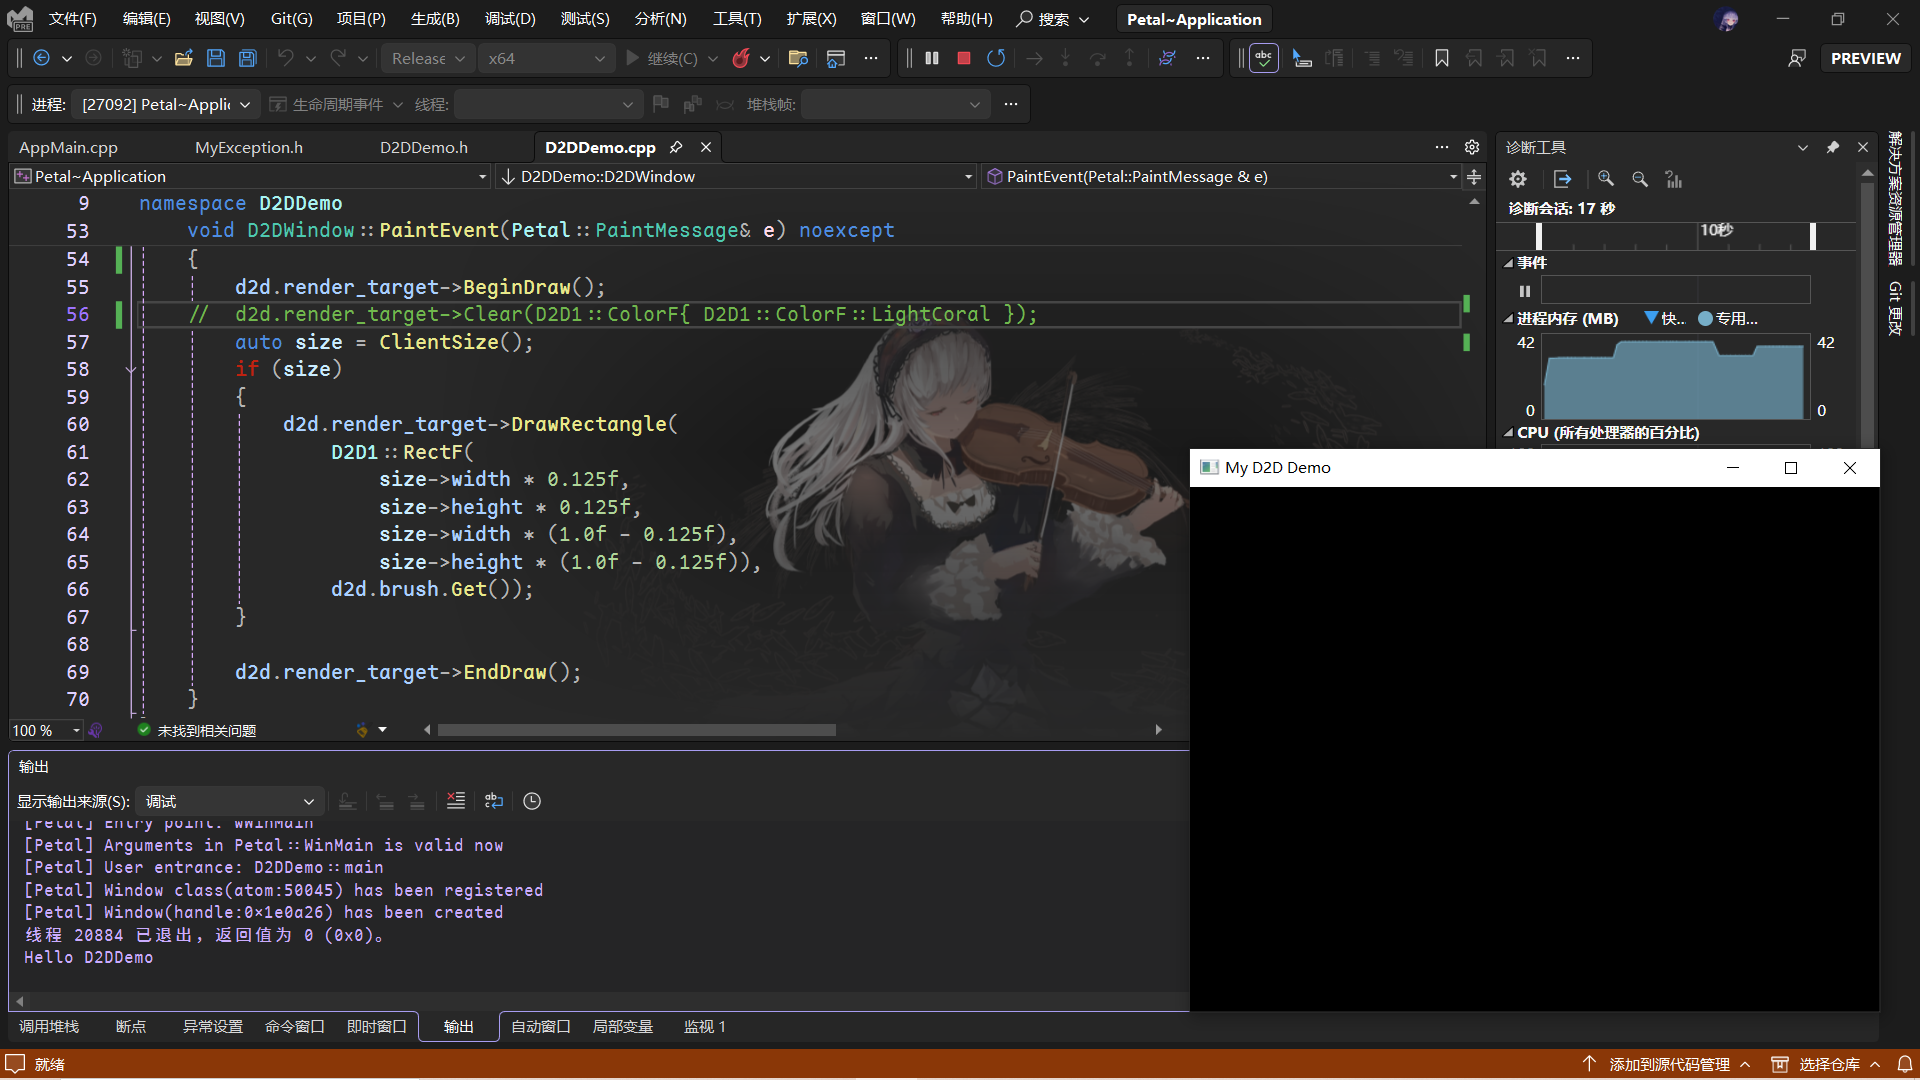 文件(F) 编辑(E) 视图(V) Git(G) 项目(P) 生成(B) 调试(D) 测试(S) 分析(N) 工具(T) 扩展(X) 窗口(W) 帮助(H) 搜索 Petal~Application
Release x64 继续(C) PREVIEW
进程: [27092] Petal~Applic 生命周期事件 线程: 堆栈帧:
AppMain.cpp MyException.h D2DDemo.h D2DDemo.cpp
Petal~Application D2DDemo::D2DWindow PaintEvent(Petal::PaintMessage & e)
9 namespace D2DDemo
53 void D2DWindow::PaintEvent(Petal::PaintMessage& e) noexcept
54 {
55 d2d.render_target->BeginDraw();
56 // d2d.render_target->Clear(D2D1::ColorF{ D2D1::ColorF::LightCoral });
57 auto size = ClientSize();
58 if (size)
59 {
60 d2d.render_target->DrawRectangle(
61 D2D1::RectF(
62 size->width * 0.125f,
63 size->height * 0.125f,
64 size->width * (1.0f - 0.125f),
65 size->height * (1.0f - 0.125f)),
66 d2d.brush.Get());
67 }
68
69 d2d.render_target->EndDraw();
70 }
100 % 未找到相关问题
输出
显示输出来源(S): 调试
[Petal] Entry point: wWinMain
[Petal] Arguments in Petal::WinMain is valid now
[Petal] User entrance: D2DDemo::main
[Petal] Window class(atom:50045) has been registered
[Petal] Window(handle:0×1e0a26) has been created
线程 20884 已退出，返回值为 0 (0x0)。
Hello D2DDemo
调用堆栈 断点 异常设置 命令窗口 即时窗口 输出 自动窗口 局部变量 监视 1
诊断工具
诊断会话: 17 秒
10秒
事件
进程内存 (MB) 快... 专用...
42 42
0 0
CPU (所有处理器的百分比)
My D2D Demo
解决方案资源管理器
Git 更改
就绪 添加到源代码管理 选择仓库